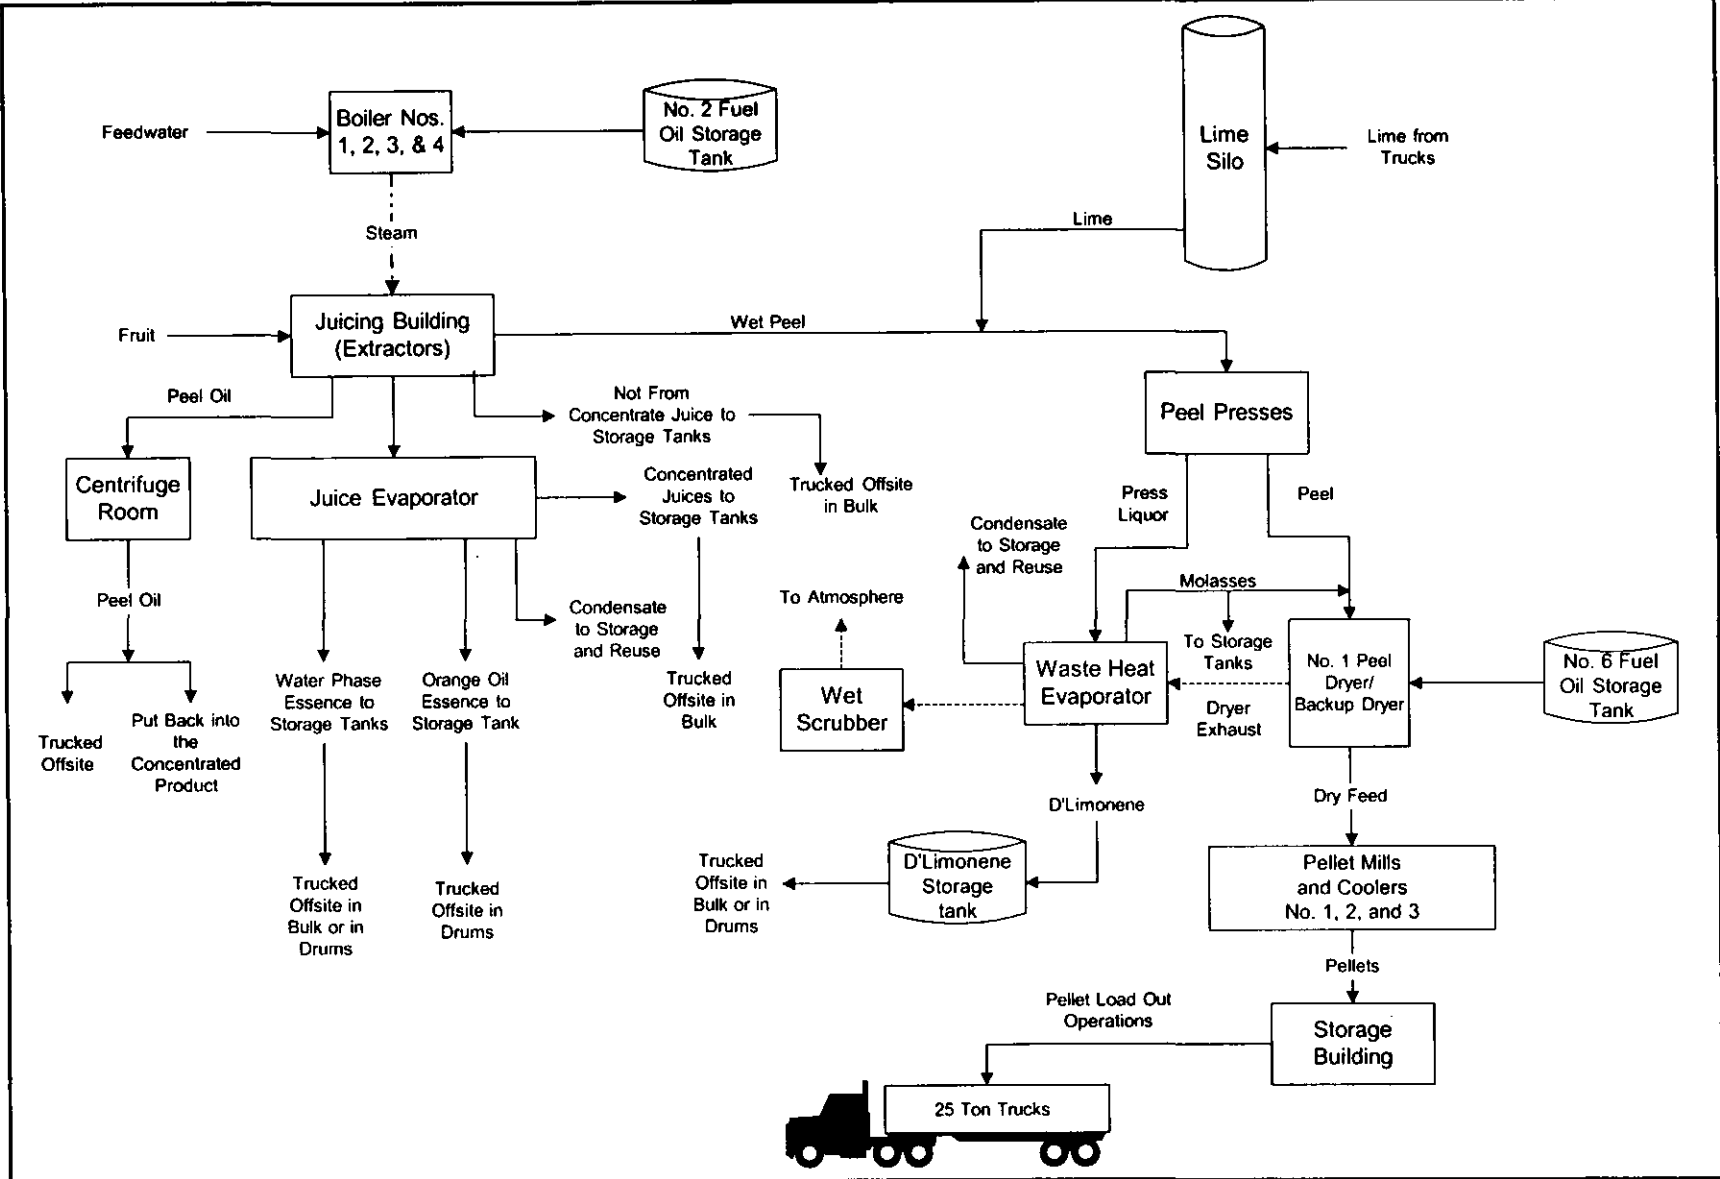 Feedwater
Boiler Nos.
1, 2, 3, & 4
No. 2 Fuel
Oil Storage
Tank
Lime
Silo
Lime from
Trucks
Steam
Lime
Fruit
Juicing Building
(Extractors)
Wet Peel
Peel Oil
Not From
Concentrate Juice to
Storage Tanks
Peel Presses
Centrifuge
Room
Juice Evaporator
Concentrated
Juices to
Storage Tanks
Trucked Offsite
in Bulk
Press
Liquor
Peel
Condensate
to Storage
and Reuse
Peel Oil
Condensate
to Storage
and Reuse
To Atmosphere
Molasses
To Storage
Tanks
Water Phase
Essence to
Storage Tanks
Orange Oil
Essence to
Storage Tank
Trucked
Offsite in
Bulk
Wet
Scrubber
Waste Heat
Evaporator
Dryer
Exhaust
No. 1 Peel
Dryer/
Backup Dryer
No. 6 Fuel
Oil Storage
Tank
Trucked
Offsite
Put Back into
the
Concentrated
Product
D'Limonene
Dry Feed
Trucked
Offsite in
Bulk or in
Drums
Trucked
Offsite in
Drums
Trucked
Offsite in
Bulk or in
Drums
D'Limonene
Storage
tank
Pellet Mills
and Coolers
No. 1, 2, and 3
Pellets
Pellet Load Out
Operations
Storage
Building
25 Ton Trucks